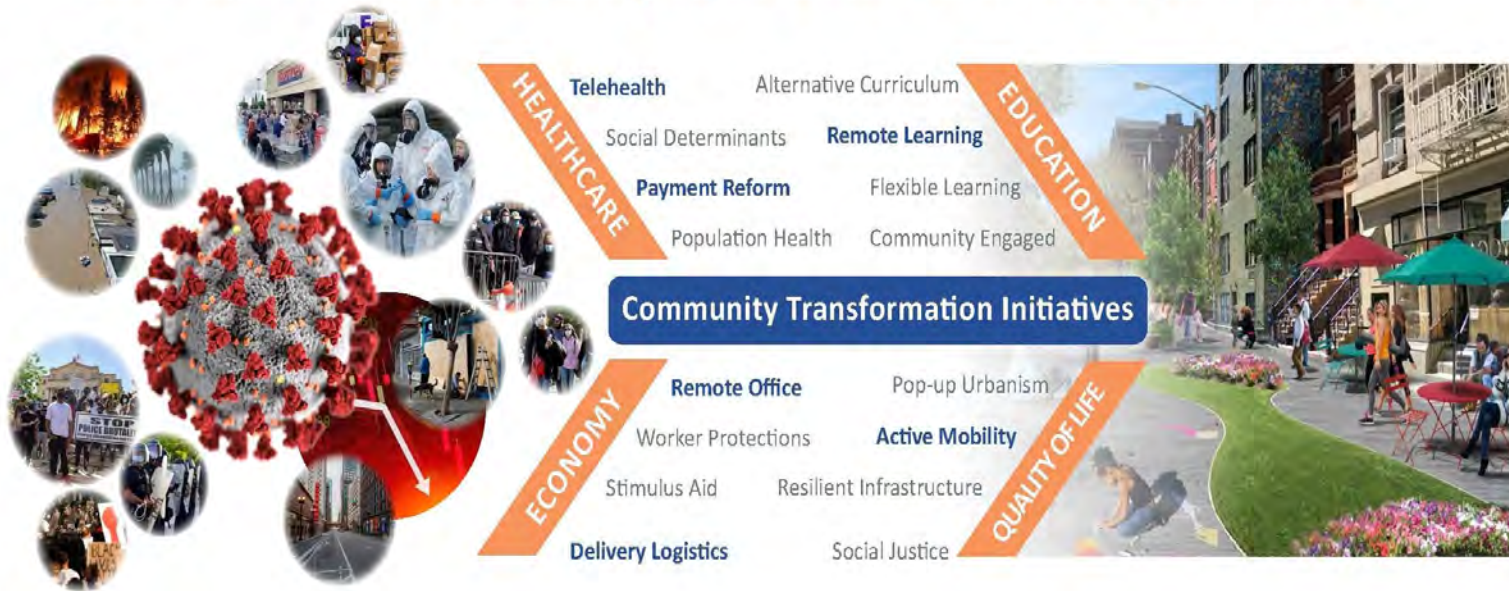 HEALTHCARE
Telehealth
Social Determinants
Payment Reform
Population Health
EDUCATION
Alternative Curriculum
Remote Learning
Flexible Learning
Community Engaged
Community Transformation Initiatives
ECONOMY
Remote Office
Worker Protections
Stimulus Aid
Delivery Logistics
QUALITY OF LIFE
Pop-up Urbanism
Active Mobility
Resilient Infrastructure
Social Justice
STOP
POLICE BRUTALITY